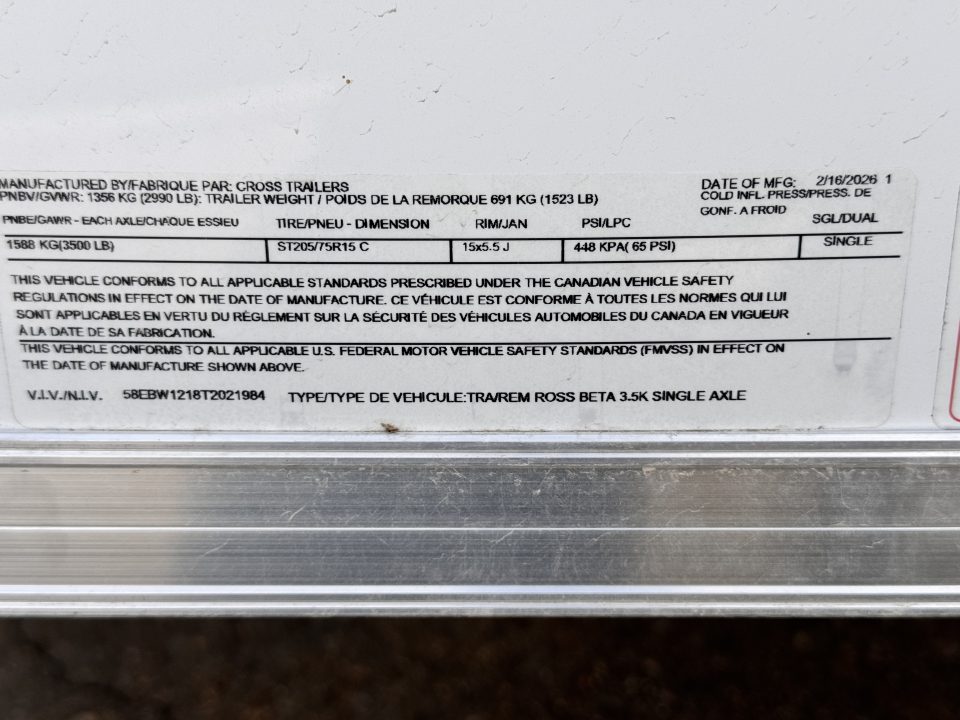 MANUFACTURED BY/FABRIQUE PAR: CROSS TRAILERS
DATE OF MFG: 2/16/2026 1
PNBV/GVWR: 1356 KG (2990 LB): TRAILER WEIGHT / POIDS DE LA REMORQUE 691 KG (1523 LB)
COLD INFL. PRESS/PRESS. DE
GONF. A FROID
PNBE/GAWR - EACH AXLE/CHAQUE ESSIEU TIRE/PNEU - DIMENSION RIM/JAN PSI/LPC SGL/DUAL
1588 KG(3500 LB) ST205/75R15 C 15x5.5 J 448 KPA( 65 PSI) SINGLE
THIS VEHICLE CONFORMS TO ALL APPLICABLE STANDARDS PRESCRIBED UNDER THE CANADIAN VEHICLE SAFETY
REGULATIONS IN EFFECT ON THE DATE OF MANUFACTURE. CE VÉHICULE EST CONFORME À TOUTES LES NORMES QUI LUI
SONT APPLICABLES EN VERTU DU RÈGLEMENT SUR LA SÉCURITÉ DES VÉHICULES AUTOMOBILES DU CANADA EN VIGUEUR
À LA DATE DE SA FABRICATION.
THIS VEHICLE CONFORMS TO ALL APPLICABLE U.S. FEDERAL MOTOR VEHICLE SAFETY STANDARDS (FMVSS) IN EFFECT ON
THE DATE OF MANUFACTURE SHOWN ABOVE.
V.I.V./N.I.V. 58EBW1218T2021984 TYPE/TYPE DE VEHICULE:TRA/REM ROSS BETA 3.5K SINGLE AXLE